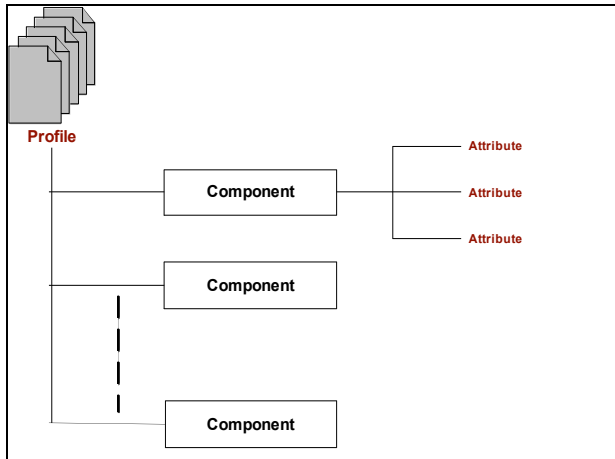 Profile
Attribute
Component
Attribute
Attribute
Component
Component